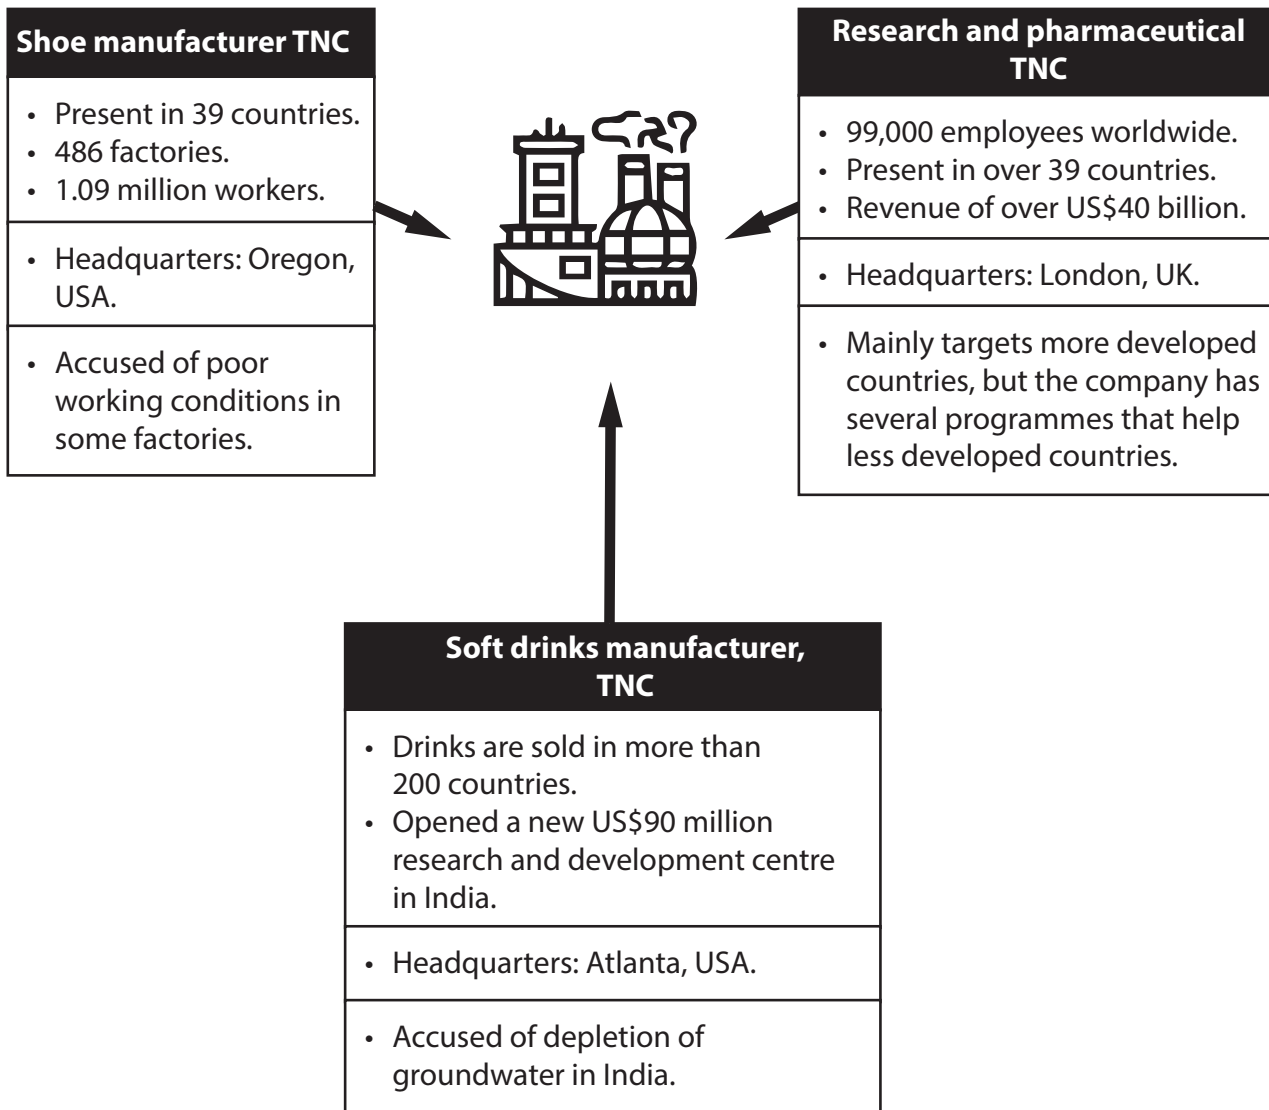 Shoe manufacturer TNC
• Present in 39 countries.
• 486 factories.
• 1.09 million workers.
• Headquarters: Oregon,
USA.
• Accused of poor
working conditions in
some factories.
Research and pharmaceutical
TNC
• 99,000 employees worldwide.
• Present in over 39 countries.
• Revenue of over US$40 billion.
• Headquarters: London, UK.
• Mainly targets more developed
countries, but the company has
several programmes that help
less developed countries.
Soft drinks manufacturer,
TNC
• Drinks are sold in more than
200 countries.
• Opened a new US$90 million
research and development centre
in India.
• Headquarters: Atlanta, USA.
• Accused of depletion of
groundwater in India.